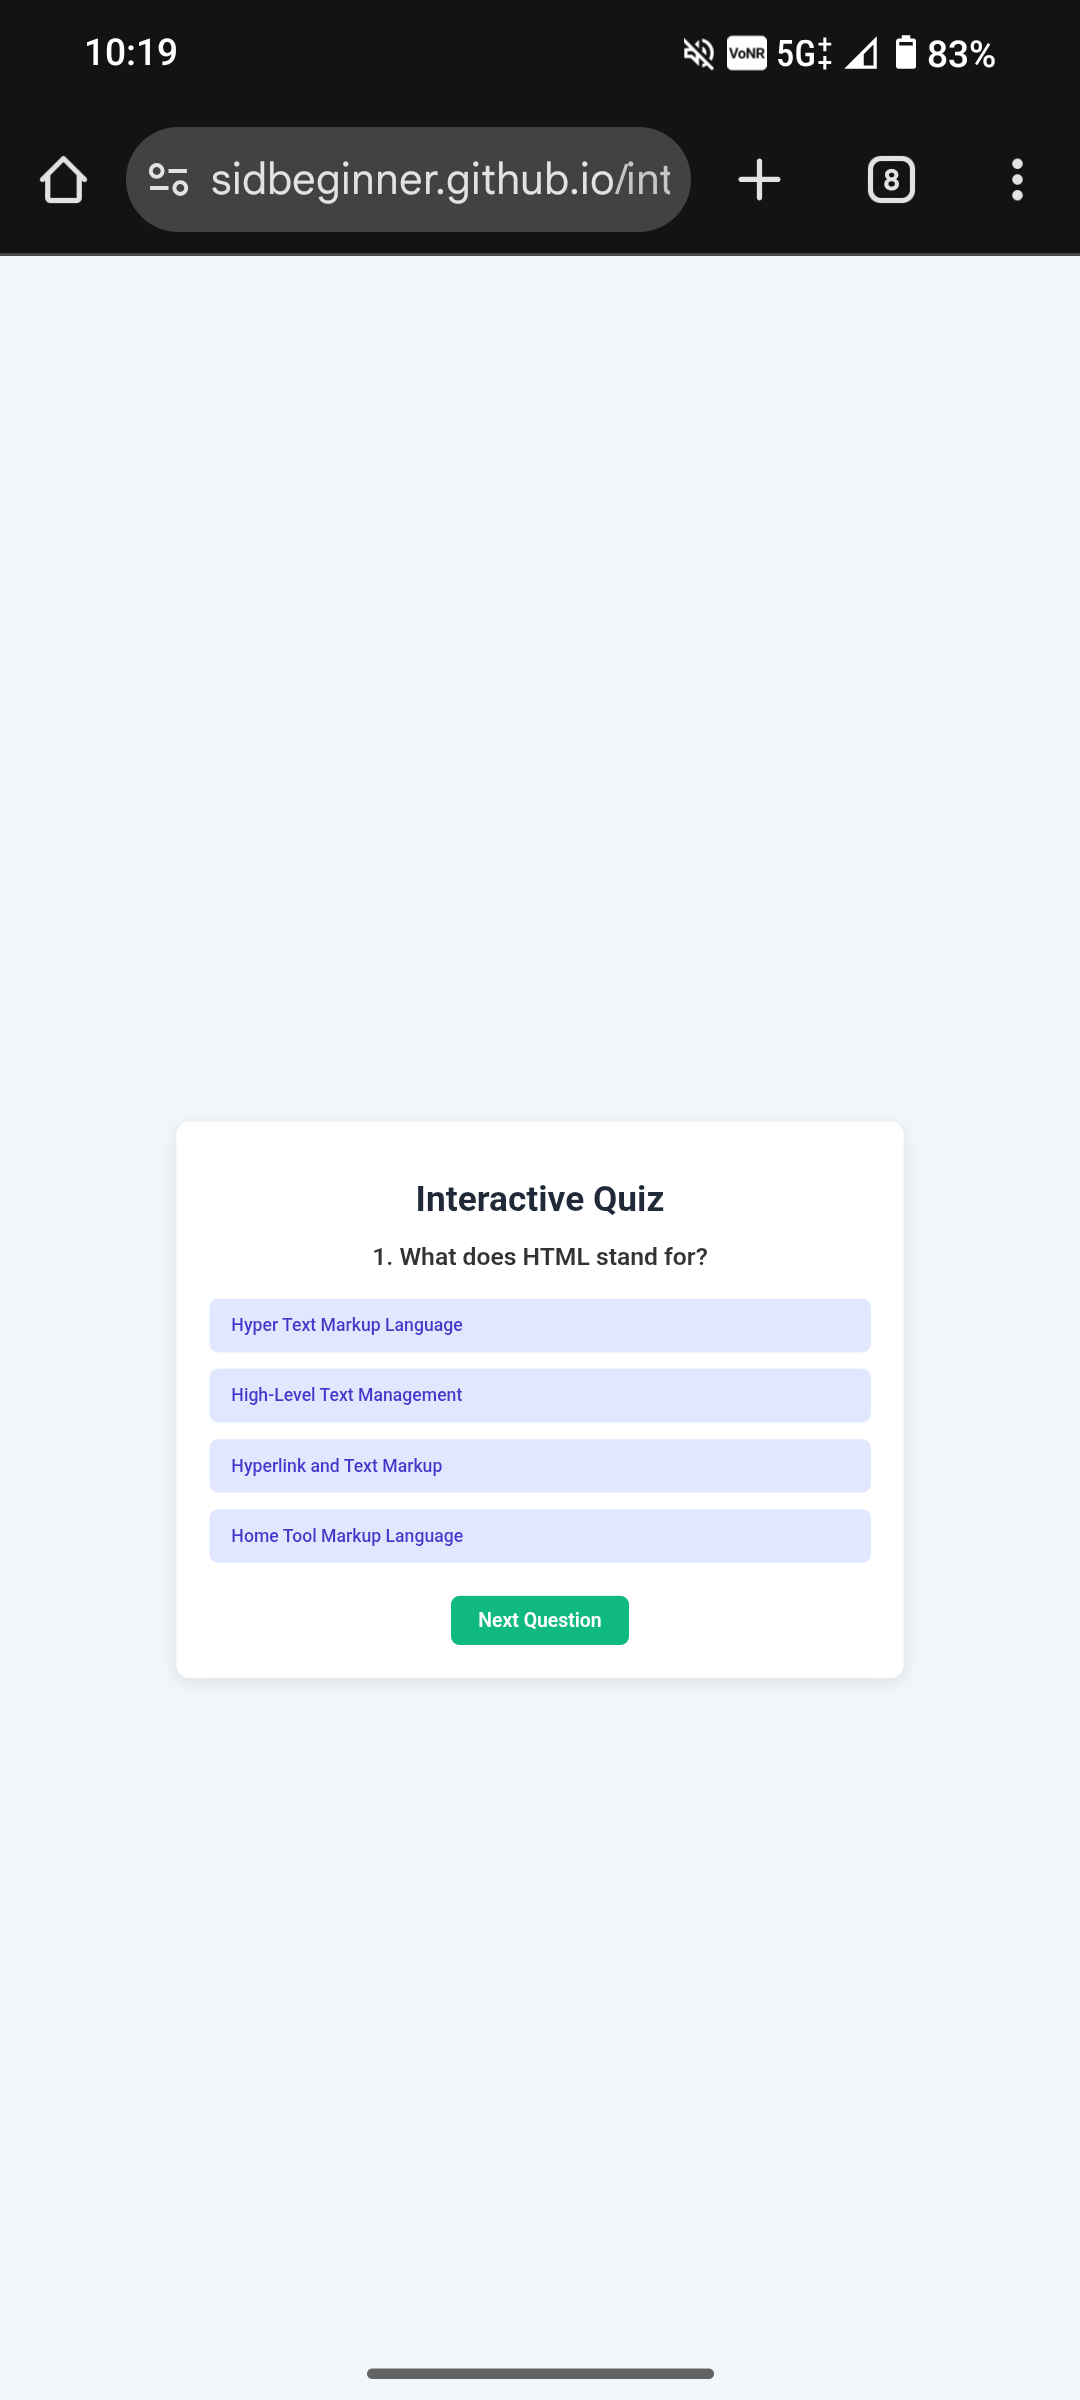 10:19
VoNR 5G 83%
sidbeginner.github.io/int
8
Interactive Quiz
1. What does HTML stand for?
Hyper Text Markup Language
High-Level Text Management
Hyperlink and Text Markup
Home Tool Markup Language
Next Question